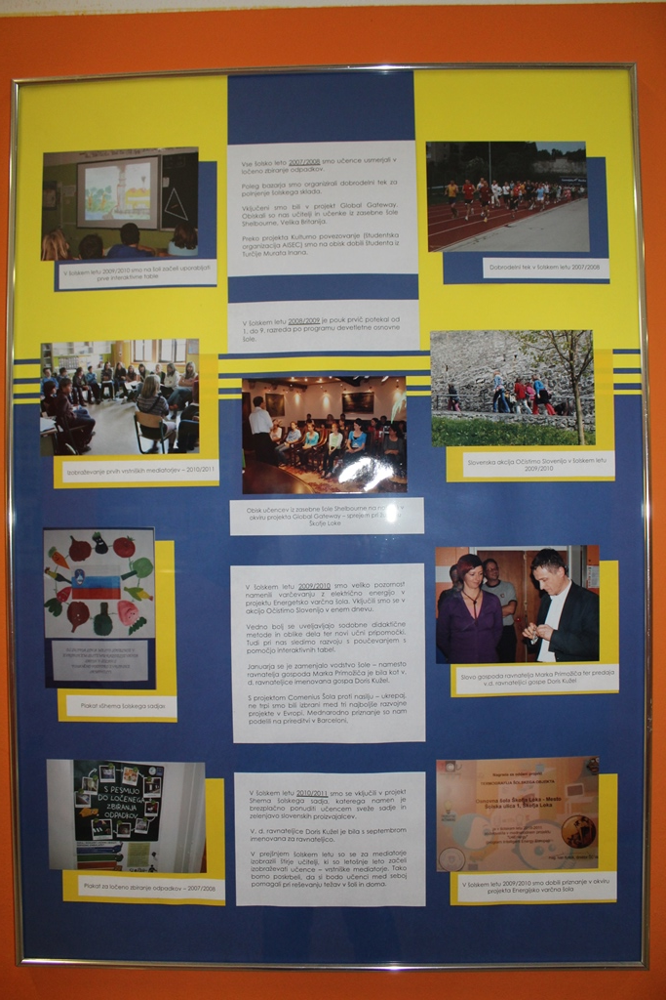 Vse šolsko leto 2007/2008 smo učence usmerjali v
ločeno zbiranje odpadkov.
Poleg bazarja smo organizirali dobrodelni tek za
polnjenje šolskega sklada.
Vključeni smo bili v projekt Global Gateway.
Obiskali so nas učitelji in učenke iz zasebne šole
Shelbourne, Velika Britanija.
Preko projekta Kulturno povezovanje (študentska
organizacija AISEC) smo na obisk dobili študenta iz
Turčije Murata Inana.
V šolskem letu 2009/2010 smo na šoli začeli uporabljati
prve interaktivne table
Dobrodelni tek v šolskem letu 2007/2008
V šolskem letu 2008/2009 je pouk prvič potekal od
1. do 9. razreda po programu devetletne osnovne
šole.
Izobraževanje prvih vrstniških mediatorjev – 2010/2011
Slovenska akcija Očistimo Slovenijo v šolskem letu
2009/2010
Obisk učencev iz zasebne šole Shelbourne na
okviru projekta Global Gateway – sprejem pri
Škofje Loke
V šolskem letu 2009/2010 smo veliko pozornost
namenili varčevanju z električno energijo v
projektu Energetsko varčna šola. Vključili smo se v
akcijo Očistimo Slovenijo v enem dnevu.
Vedno bolj se uveljavljajo sodobne didaktične
metode in oblike dela ter novi učni pripomočki.
Tudi pri nas sledimo razvoju s poučevanjem s
pomočjo interaktivnih tabel.
Januarja se je zamenjalo vodstvo šole – namesto
ravnatelja gospoda Marka Primožiča je bila kot v.
d. ravnateljice imenovana gospa Doris Kužel.
S projektom Comenius Šola proti nasilju – ukrepaj,
ne trpi smo bili izbrani med tri najboljše razvojne
projekte v Evropi. Mednarodno priznanje so nam
podelili na prireditvi v Barceloni.
Plakat »Shema šolskega sadja«
Slovo gospoda ravnatelja Marka Primožiča ter predaja
v.d. ravnateljici gospe Doris Kužel.
S PESMIJO
DO LOČENEGA
ZBIRANJA
ODPADKOV
Plakat za ločeno zbiranje odpadkov – 2007/2008
V šolskem letu 2010/2011 smo se vključili v projekt
Shema šolskega sadja, katerega namen je
brezplačno ponuditi učencem sveže sadje in
zelenjavo slovenskih proizvajalcev.
V. d. ravnateljice Doris Kužel je bila s septembrom
imenovana za ravnateljico.
V prejšnjem šolskem letu so se za mediatorje
izobrazili štirje učitelji, ki so letošnje leto začeli
izobraževati učence – vrstniške mediatorje. Tako
bomo poskrbeli, da si bodo učenci med seboj
pomagali pri reševanju težav v šoli in doma.
Osnovna šola Škofja Loka - Mesto
Šolska ulica 1, Škofja Loka
V šolskem letu 2009/2010 smo dobili priznanje v okviru
projekta Energijsko varčna šola